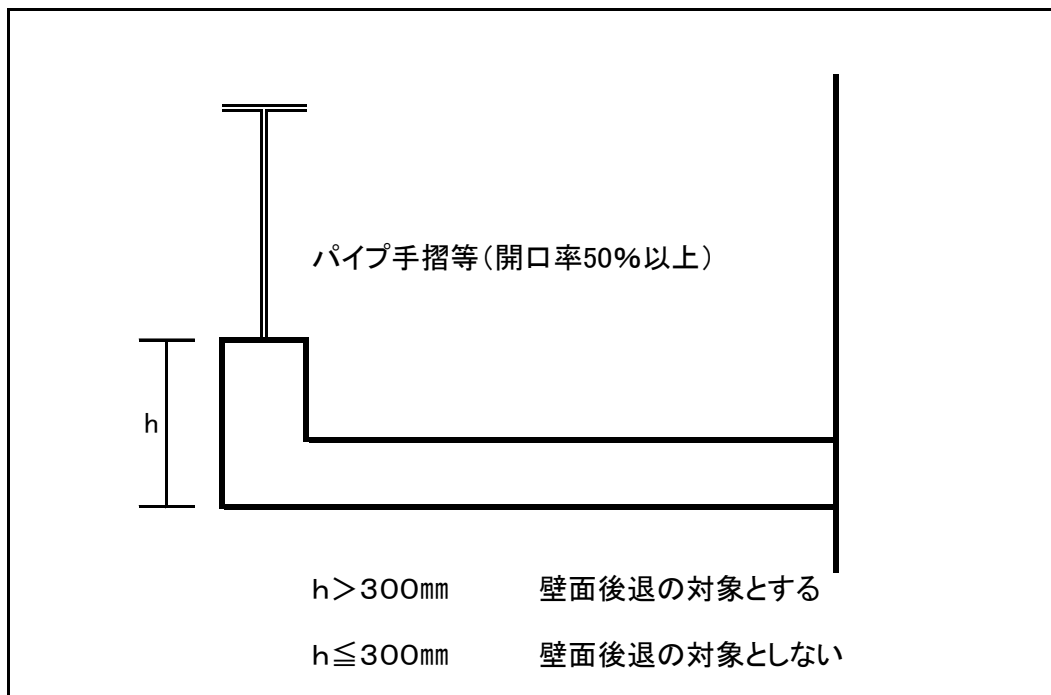 パイプ手摺等（開口率50%以上）
h
h＞300㎜　　　壁面後退の対象とする
h≦300㎜　　　壁面後退の対象としない